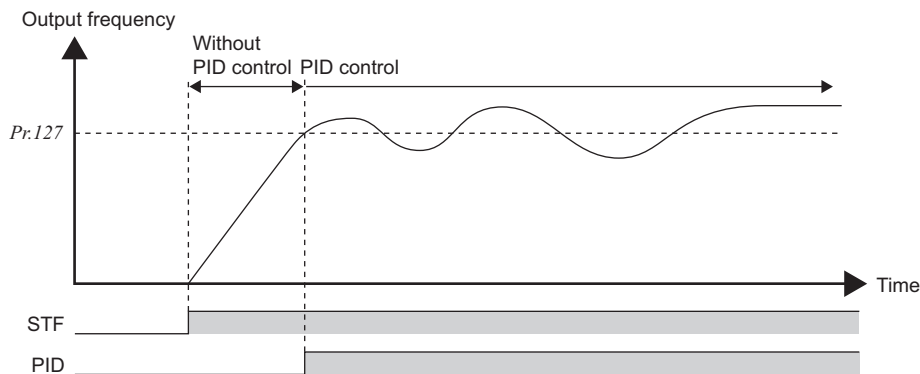 Output frequency
Without
PID control PID control
Pr.127
Time
STF
PID